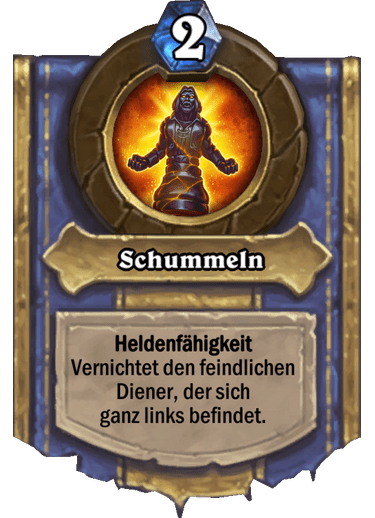 2
Schummeln
Heldenfähigkeit
Vernichtet den feindlichen
Diener, der sich
ganz links befindet.